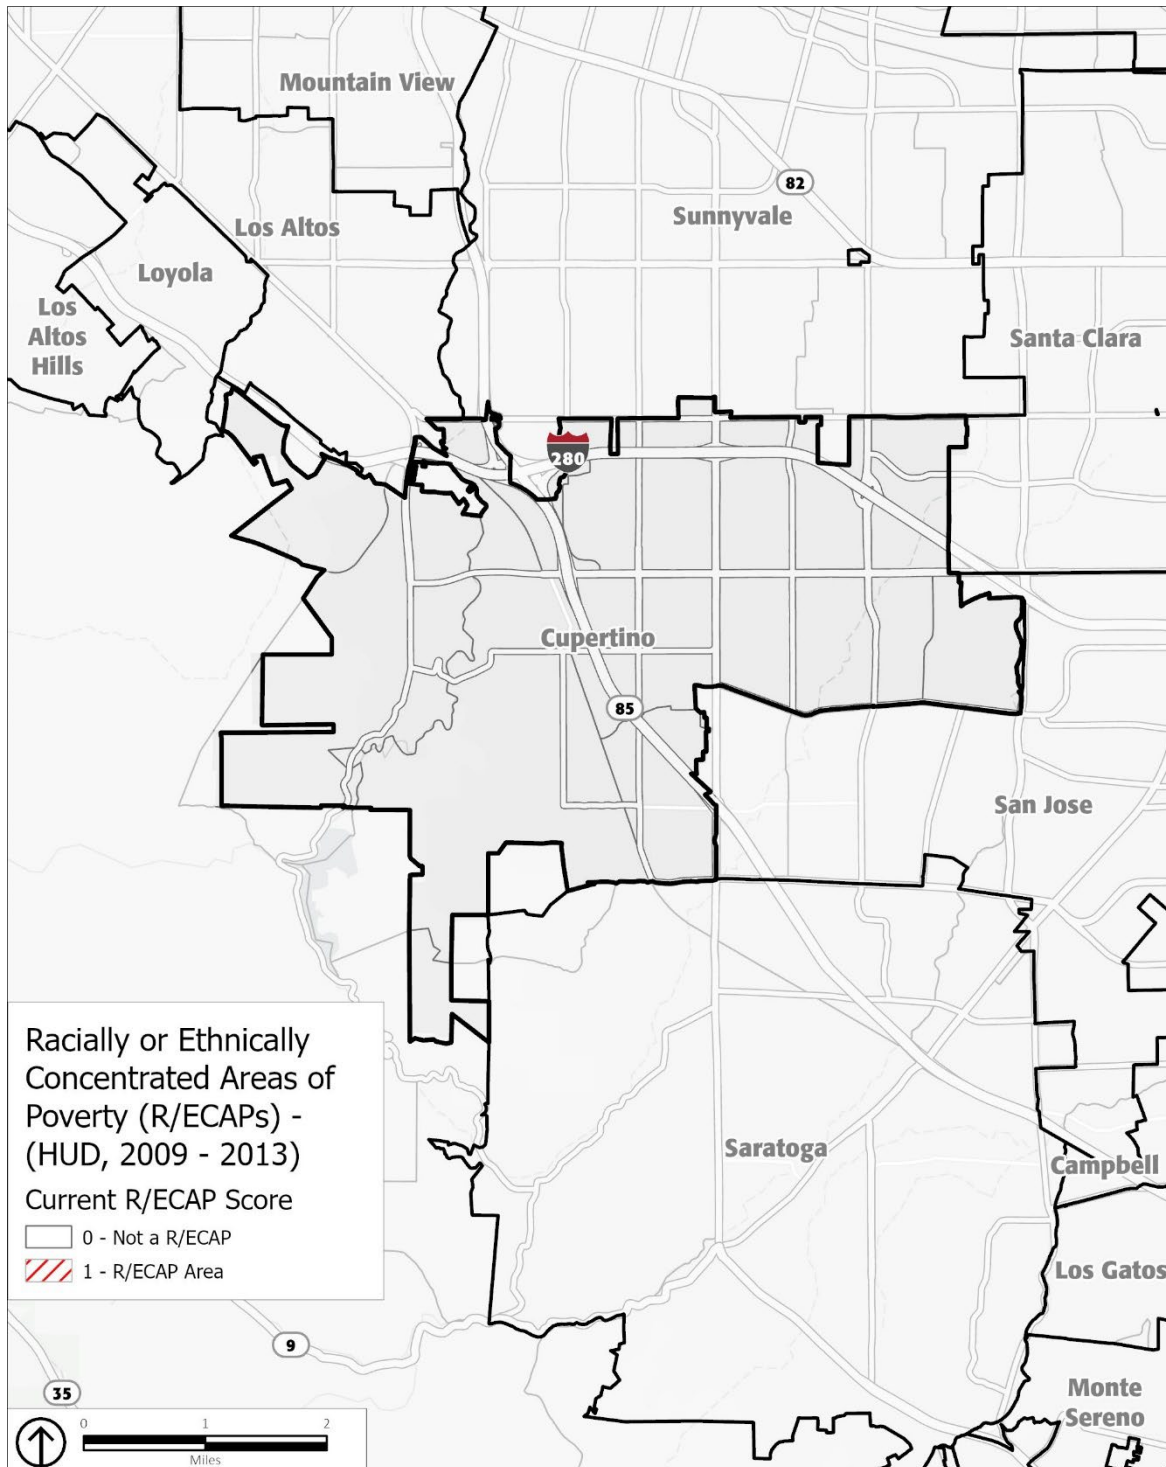 Mountain View
82
Sunnyvale
Los Altos
Loyola
Los
Altos
Hills
Santa Clara
280
Cupertino
85
San Jose
Racially or Ethnically
Concentrated Areas of
Poverty (R/ECAPs) -
(HUD, 2009 - 2013)
Current R/ECAP Score
0 - Not a R/ECAP
1 - R/ECAP Area
Saratoga
Campbell
Los Gatos
9
35
Monte
Sereno
0 1 2
Miles